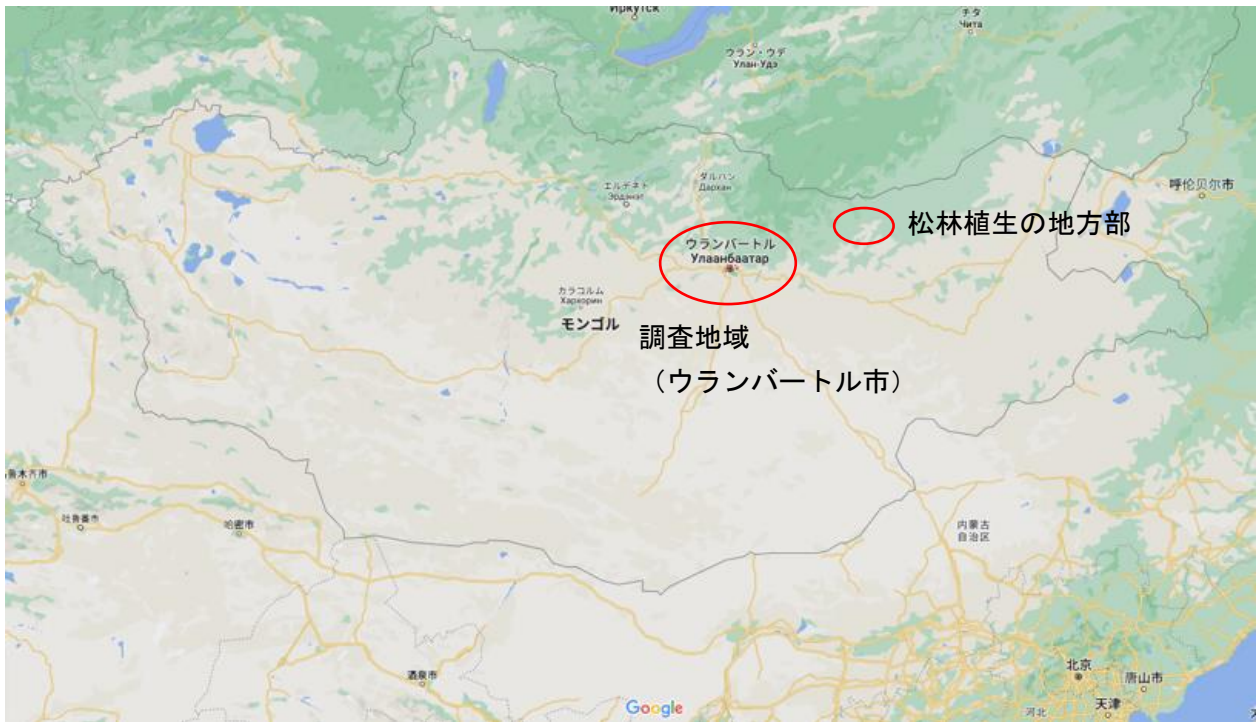 Иркутск
チタ
Чита
ウラン・ウデ
Улан-Удэ
呼伦贝尔市
エルデネト
Эрдэнэт
ダルハン
Дархан
松林植生の地方部
ウランバートル
Улаанбаатар
カラコルム
Хархорин
モンゴル
調査地域
（ウランバートル市）
鲁木齐市
吐鲁番市
哈密市
内蒙古
自治区
酒泉市
北京
唐山市
天津
河北
Google